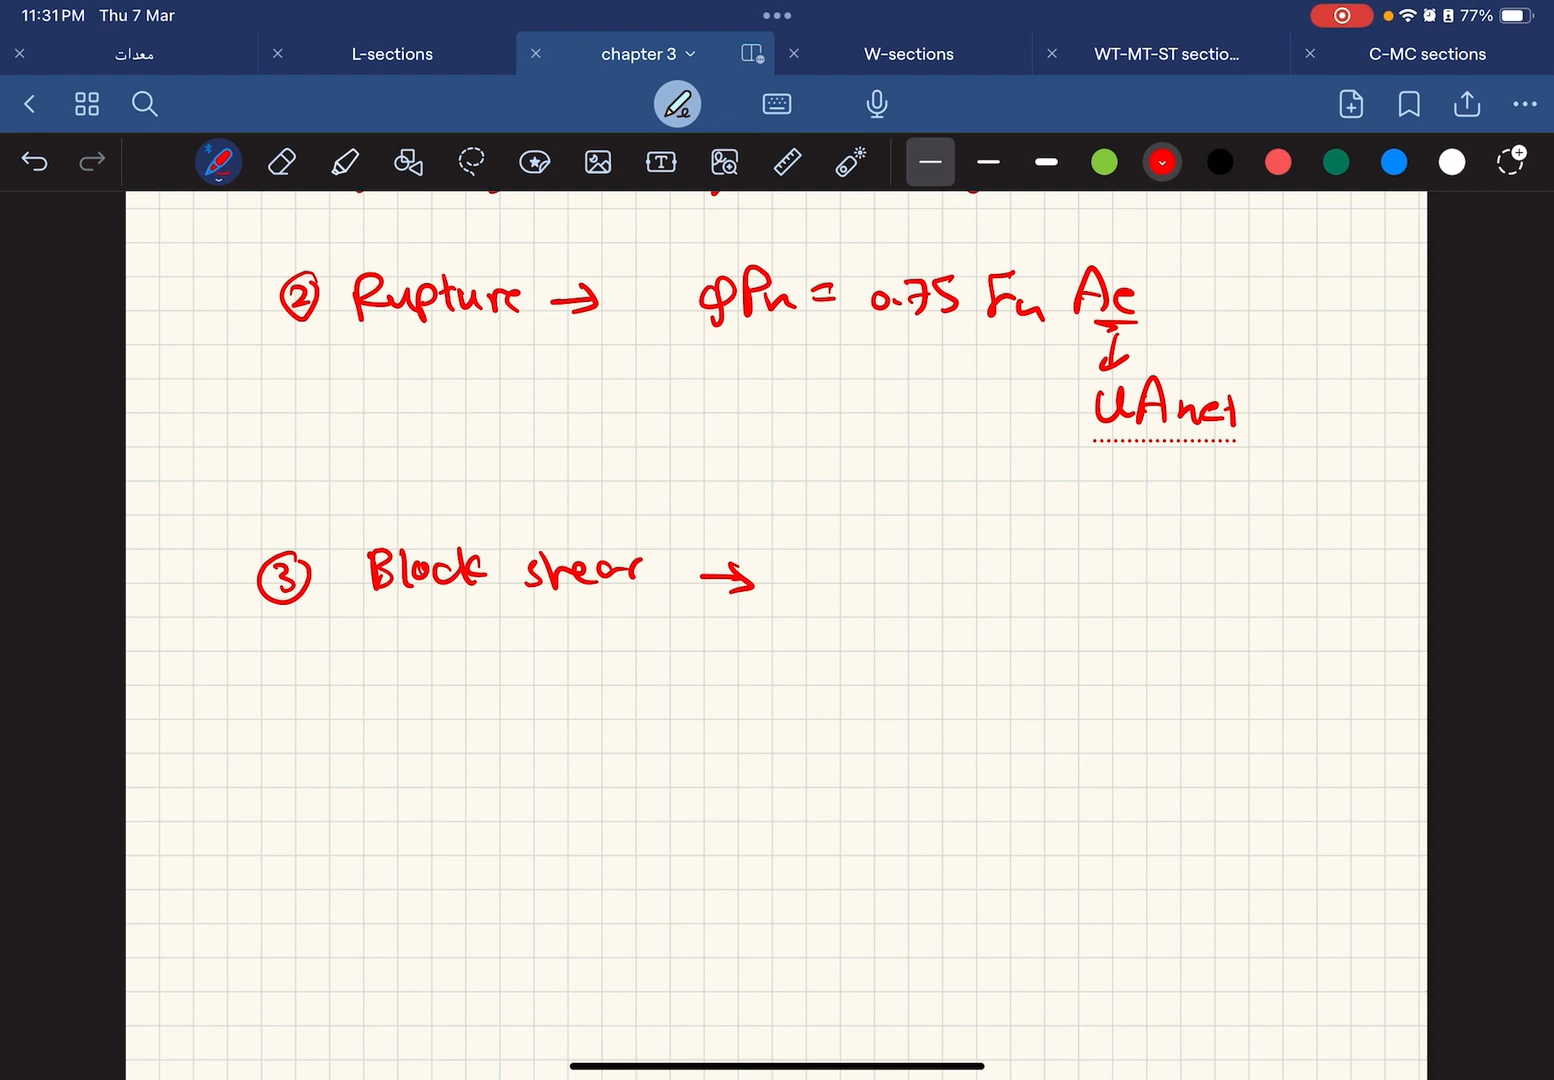 11:31 PM Thu 7 Mar 77%
معدات L-sections chapter 3 W-sections WT-MT-ST sectio... C-MC sections
② Rupture → φPn = 0.75 Fu Ae
↓
UAnet
③ Block shear →